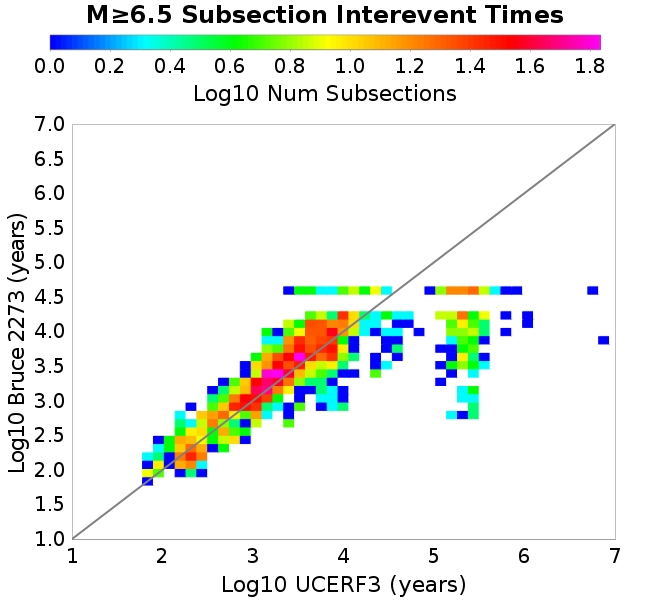 M≥6.5 Subsection Interevent Times
0.0 0.2 0.4 0.6 0.8 1.0 1.2 1.4 1.6 1.8
Log10 Num Subsections
Log10 Bruce 2273 (years)
7.0
6.5
6.0
5.5
5.0
4.5
4.0
3.5
3.0
2.5
2.0
1.5
1.0
1 2 3 4 5 6 7
Log10 UCERF3 (years)